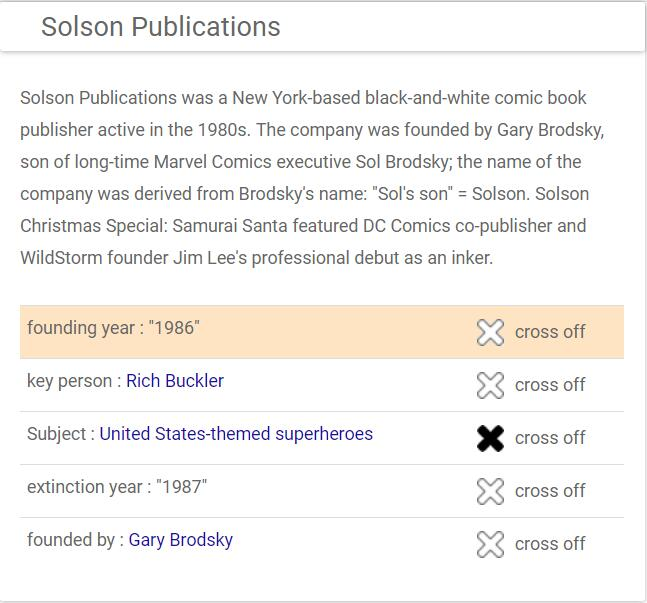 Solson Publications
Solson Publications was a New York-based black-and-white comic book
publisher active in the 1980s. The company was founded by Gary Brodsky,
son of long-time Marvel Comics executive Sol Brodsky; the name of the
company was derived from Brodsky's name: "Sol's son" = Solson. Solson
Christmas Special: Samurai Santa featured DC Comics co-publisher and
WildStorm founder Jim Lee's professional debut as an inker.
founding year : "1986" cross off
key person : Rich Buckler cross off
Subject : United States-themed superheroes cross off
extinction year : "1987" cross off
founded by : Gary Brodsky cross off